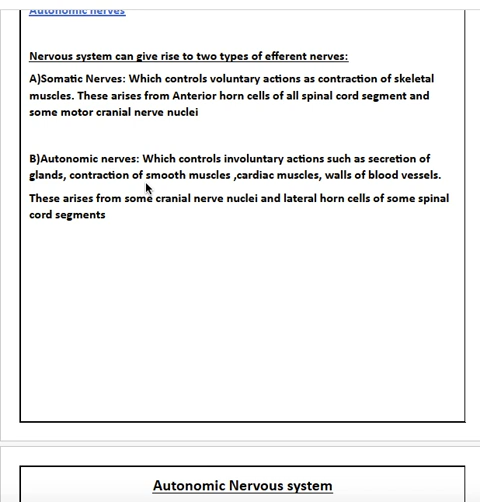 Autonomic nerves
Nervous system can give rise to two types of efferent nerves:
A)Somatic Nerves: Which controls voluntary actions as contraction of skeletal
muscles. These arises from Anterior horn cells of all spinal cord segment and
some motor cranial nerve nuclei
B)Autonomic nerves: Which controls involuntary actions such as secretion of
glands, contraction of smooth muscles ,cardiac muscles, walls of blood vessels.
These arises from some cranial nerve nuclei and lateral horn cells of some spinal
cord segments
Autonomic Nervous system